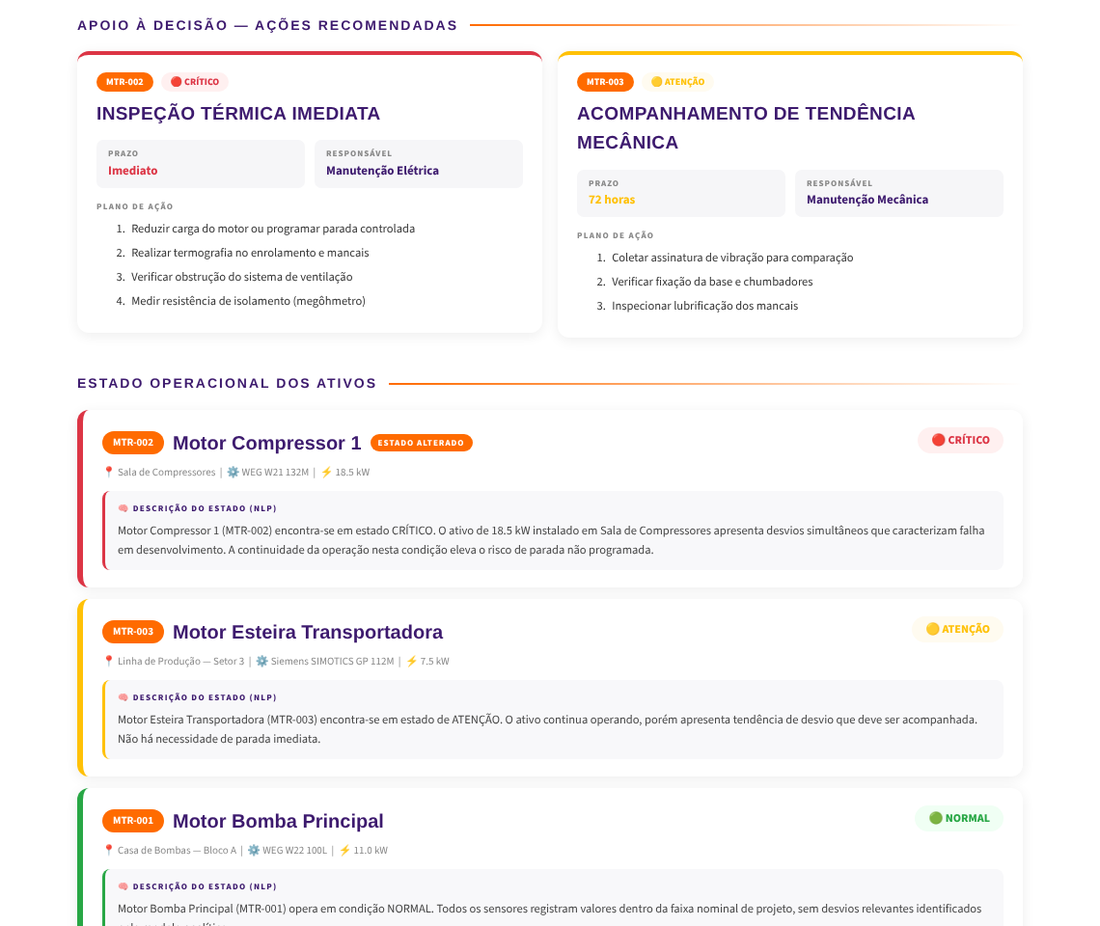 APOIO À DECISÃO — AÇÕES RECOMENDADAS
MTR-002 🔴 CRÍTICO
INSPEÇÃO TÉRMICA IMEDIATA
PRAZO
Imediato
RESPONSÁVEL
Manutenção Elétrica
PLANO DE AÇÃO
1. Reduzir carga do motor ou programar parada controlada
2. Realizar termografia no enrolamento e mancais
3. Verificar obstrução do sistema de ventilação
4. Medir resistência de isolamento (megôhmetro)
MTR-003 🟡 ATENÇÃO
ACOMPANHAMENTO DE TENDÊNCIA
MECÂNICA
PRAZO
72 horas
RESPONSÁVEL
Manutenção Mecânica
PLANO DE AÇÃO
1. Coletar assinatura de vibração para comparação
2. Verificar fixação da base e chumbadores
3. Inspecionar lubrificação dos mancais
ESTADO OPERACIONAL DOS ATIVOS
MTR-002 Motor Compressor 1 ESTADO ALTERADO 🔴 CRÍTICO
📍 Sala de Compressores | ⚙️ WEG W21 132M | ⚡ 18.5 kW
🧠 DESCRIÇÃO DO ESTADO (NLP)
Motor Compressor 1 (MTR-002) encontra-se em estado CRÍTICO. O ativo de 18.5 kW instalado em Sala de Compressores apresenta desvios simultâneos que caracterizam falha
em desenvolvimento. A continuidade da operação nesta condição eleva o risco de parada não programada.
MTR-003 Motor Esteira Transportadora 🟡 ATENÇÃO
📍 Linha de Produção — Setor 3 | ⚙️ Siemens SIMOTICS GP 112M | ⚡ 7.5 kW
🧠 DESCRIÇÃO DO ESTADO (NLP)
Motor Esteira Transportadora (MTR-003) encontra-se em estado de ATENÇÃO. O ativo continua operando, porém apresenta tendência de desvio que deve ser acompanhada.
Não há necessidade de parada imediata.
MTR-001 Motor Bomba Principal 🟢 NORMAL
📍 Casa de Bombas — Bloco A | ⚙️ WEG W22 100L | ⚡ 11.0 kW
🧠 DESCRIÇÃO DO ESTADO (NLP)
Motor Bomba Principal (MTR-001) opera em condição NORMAL. Todos os sensores registram valores dentro da faixa nominal de projeto, sem desvios relevantes identificados